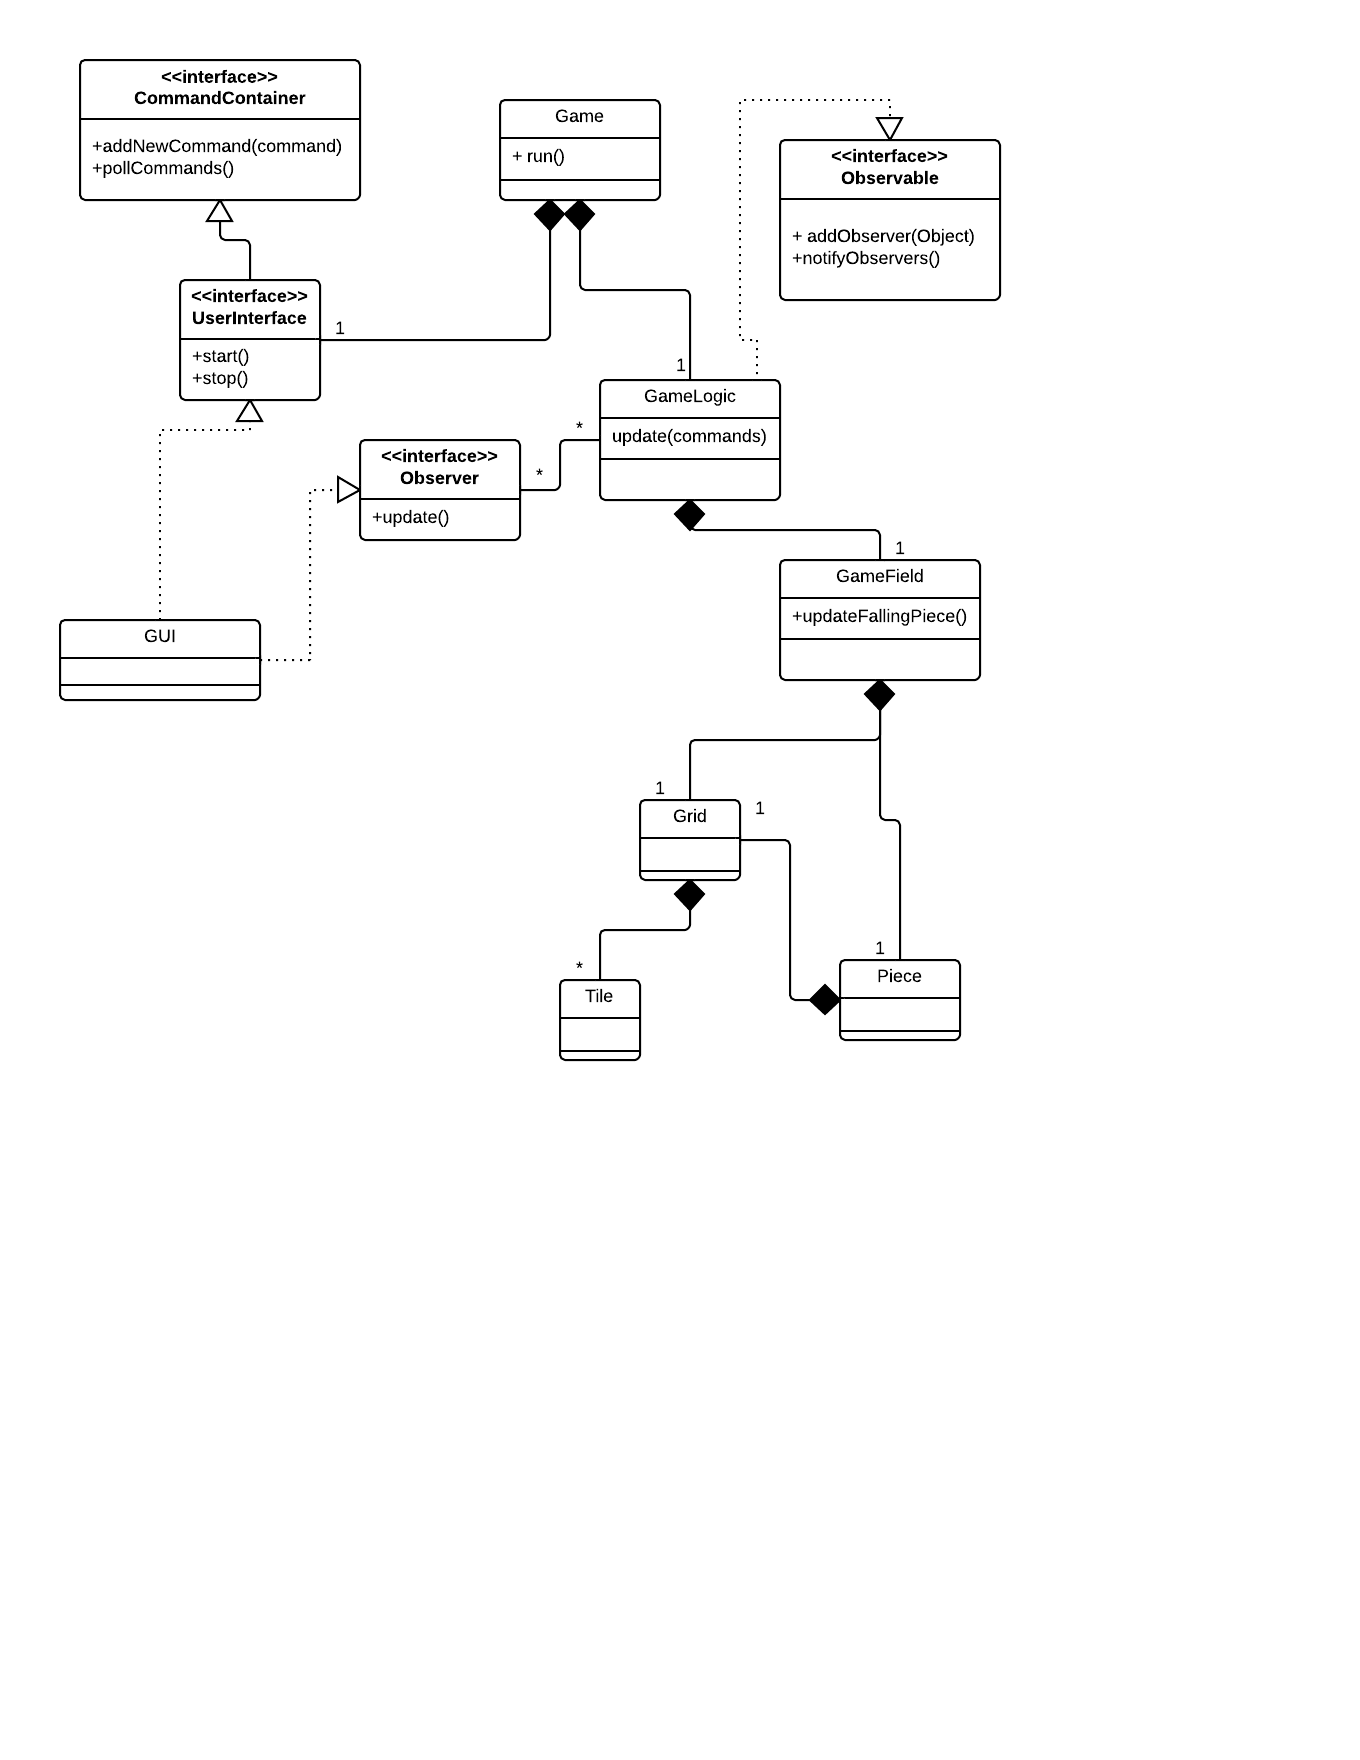 <<interface>>
CommandContainer
+addNewCommand(command)
+pollCommands()
Game
+ run()
<<interface>>
Observable
+ addObserver(Object)
+notifyObservers()
<<interface>>
UserInterface
+start()
+stop()
1
1
GameLogic
update(commands)
*
*
<<interface>>
Observer
+update()
1
GameField
+updateFallingPiece()
GUI
1
Grid
1
*
Tile
1
Piece